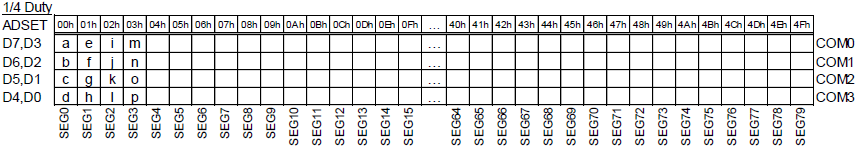 1/4 Duty
ADSET 00h 01h 02h 03h 04h 05h 06h 07h 08h 09h 0Ah 0Bh 0Ch 0Dh 0Eh 0Fh ... 40h 41h 42h 43h 44h 45h 46h 47h 48h 49h 4Ah 4Bh 4Ch 4Dh 4Eh 4Fh
D7,D3 a e i m ... COM0
D6,D2 b f j n ... COM1
D5,D1 c g k o ... COM2
D4,D0 d h l p ... COM3
SEG0 SEG1 SEG2 SEG3 SEG4 SEG5 SEG6 SEG7 SEG8 SEG9 SEG10 SEG11 SEG12 SEG13 SEG14 SEG15 SEG64 SEG65 SEG66 SEG67 SEG68 SEG69 SEG70 SEG71 SEG72 SEG73 SEG74 SEG75 SEG76 SEG77 SEG78 SEG79